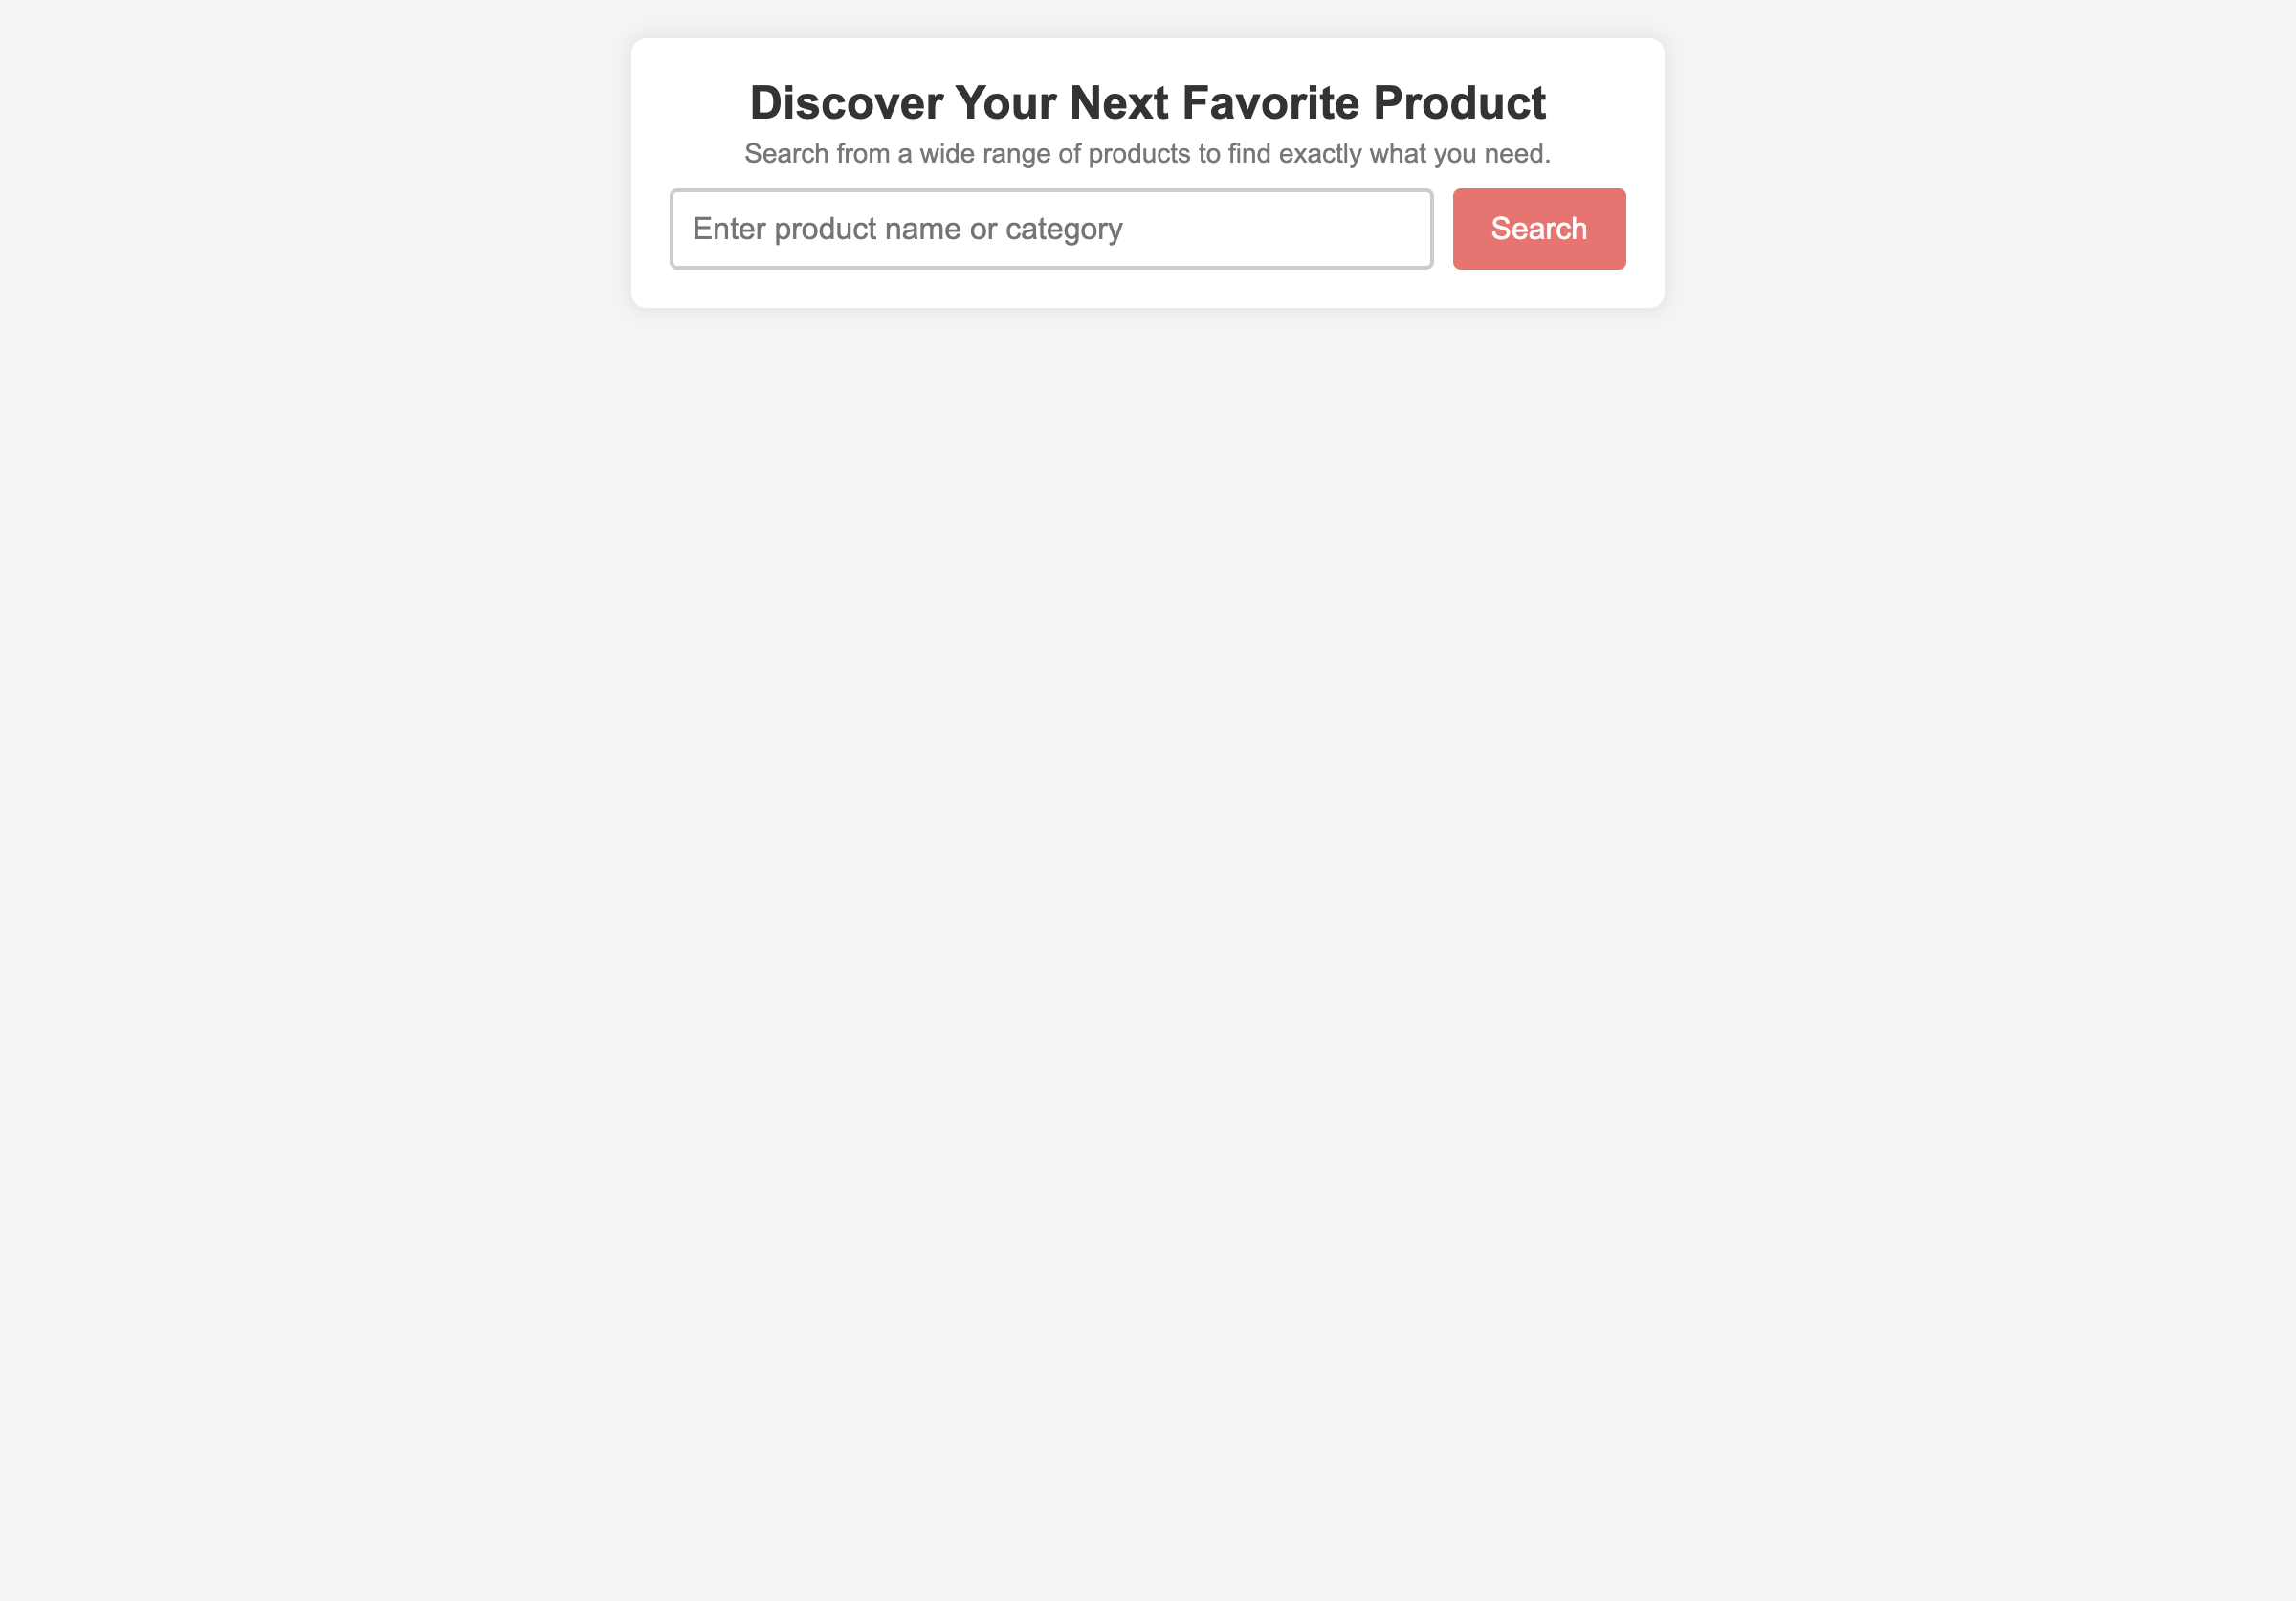 Discover Your Next Favorite Product
Search from a wide range of products to find exactly what you need.
Enter product name or category
Search